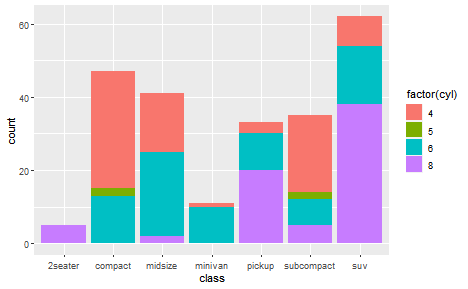 60
40
20
0
count
2seater compact midsize minivan pickup subcompact suv
class
factor(cyl)
4
5
6
8